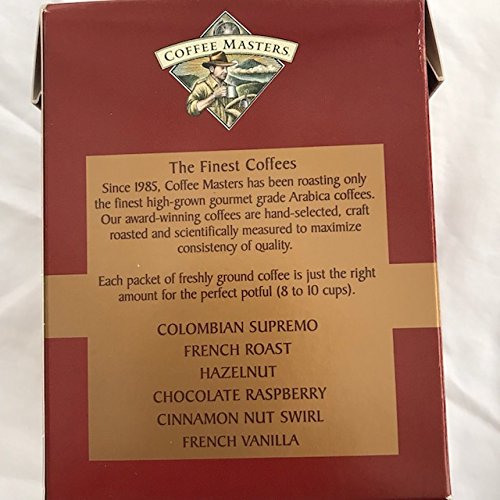 COFFEE MASTERS
The Finest Coffees
Since 1985, Coffee Masters has been roasting only
the finest high-grown gourmet grade Arabica coffees.
Our award-winning coffees are hand-selected, craft
roasted and scientifically measured to maximize
consistency of quality.
Each packet of freshly ground coffee is just the right
amount for the perfect potful (8 to 10 cups).
COLOMBIAN SUPREMO
FRENCH ROAST
HAZELNUT
CHOCOLATE RASPBERRY
CINNAMON NUT SWIRL
FRENCH VANILLA